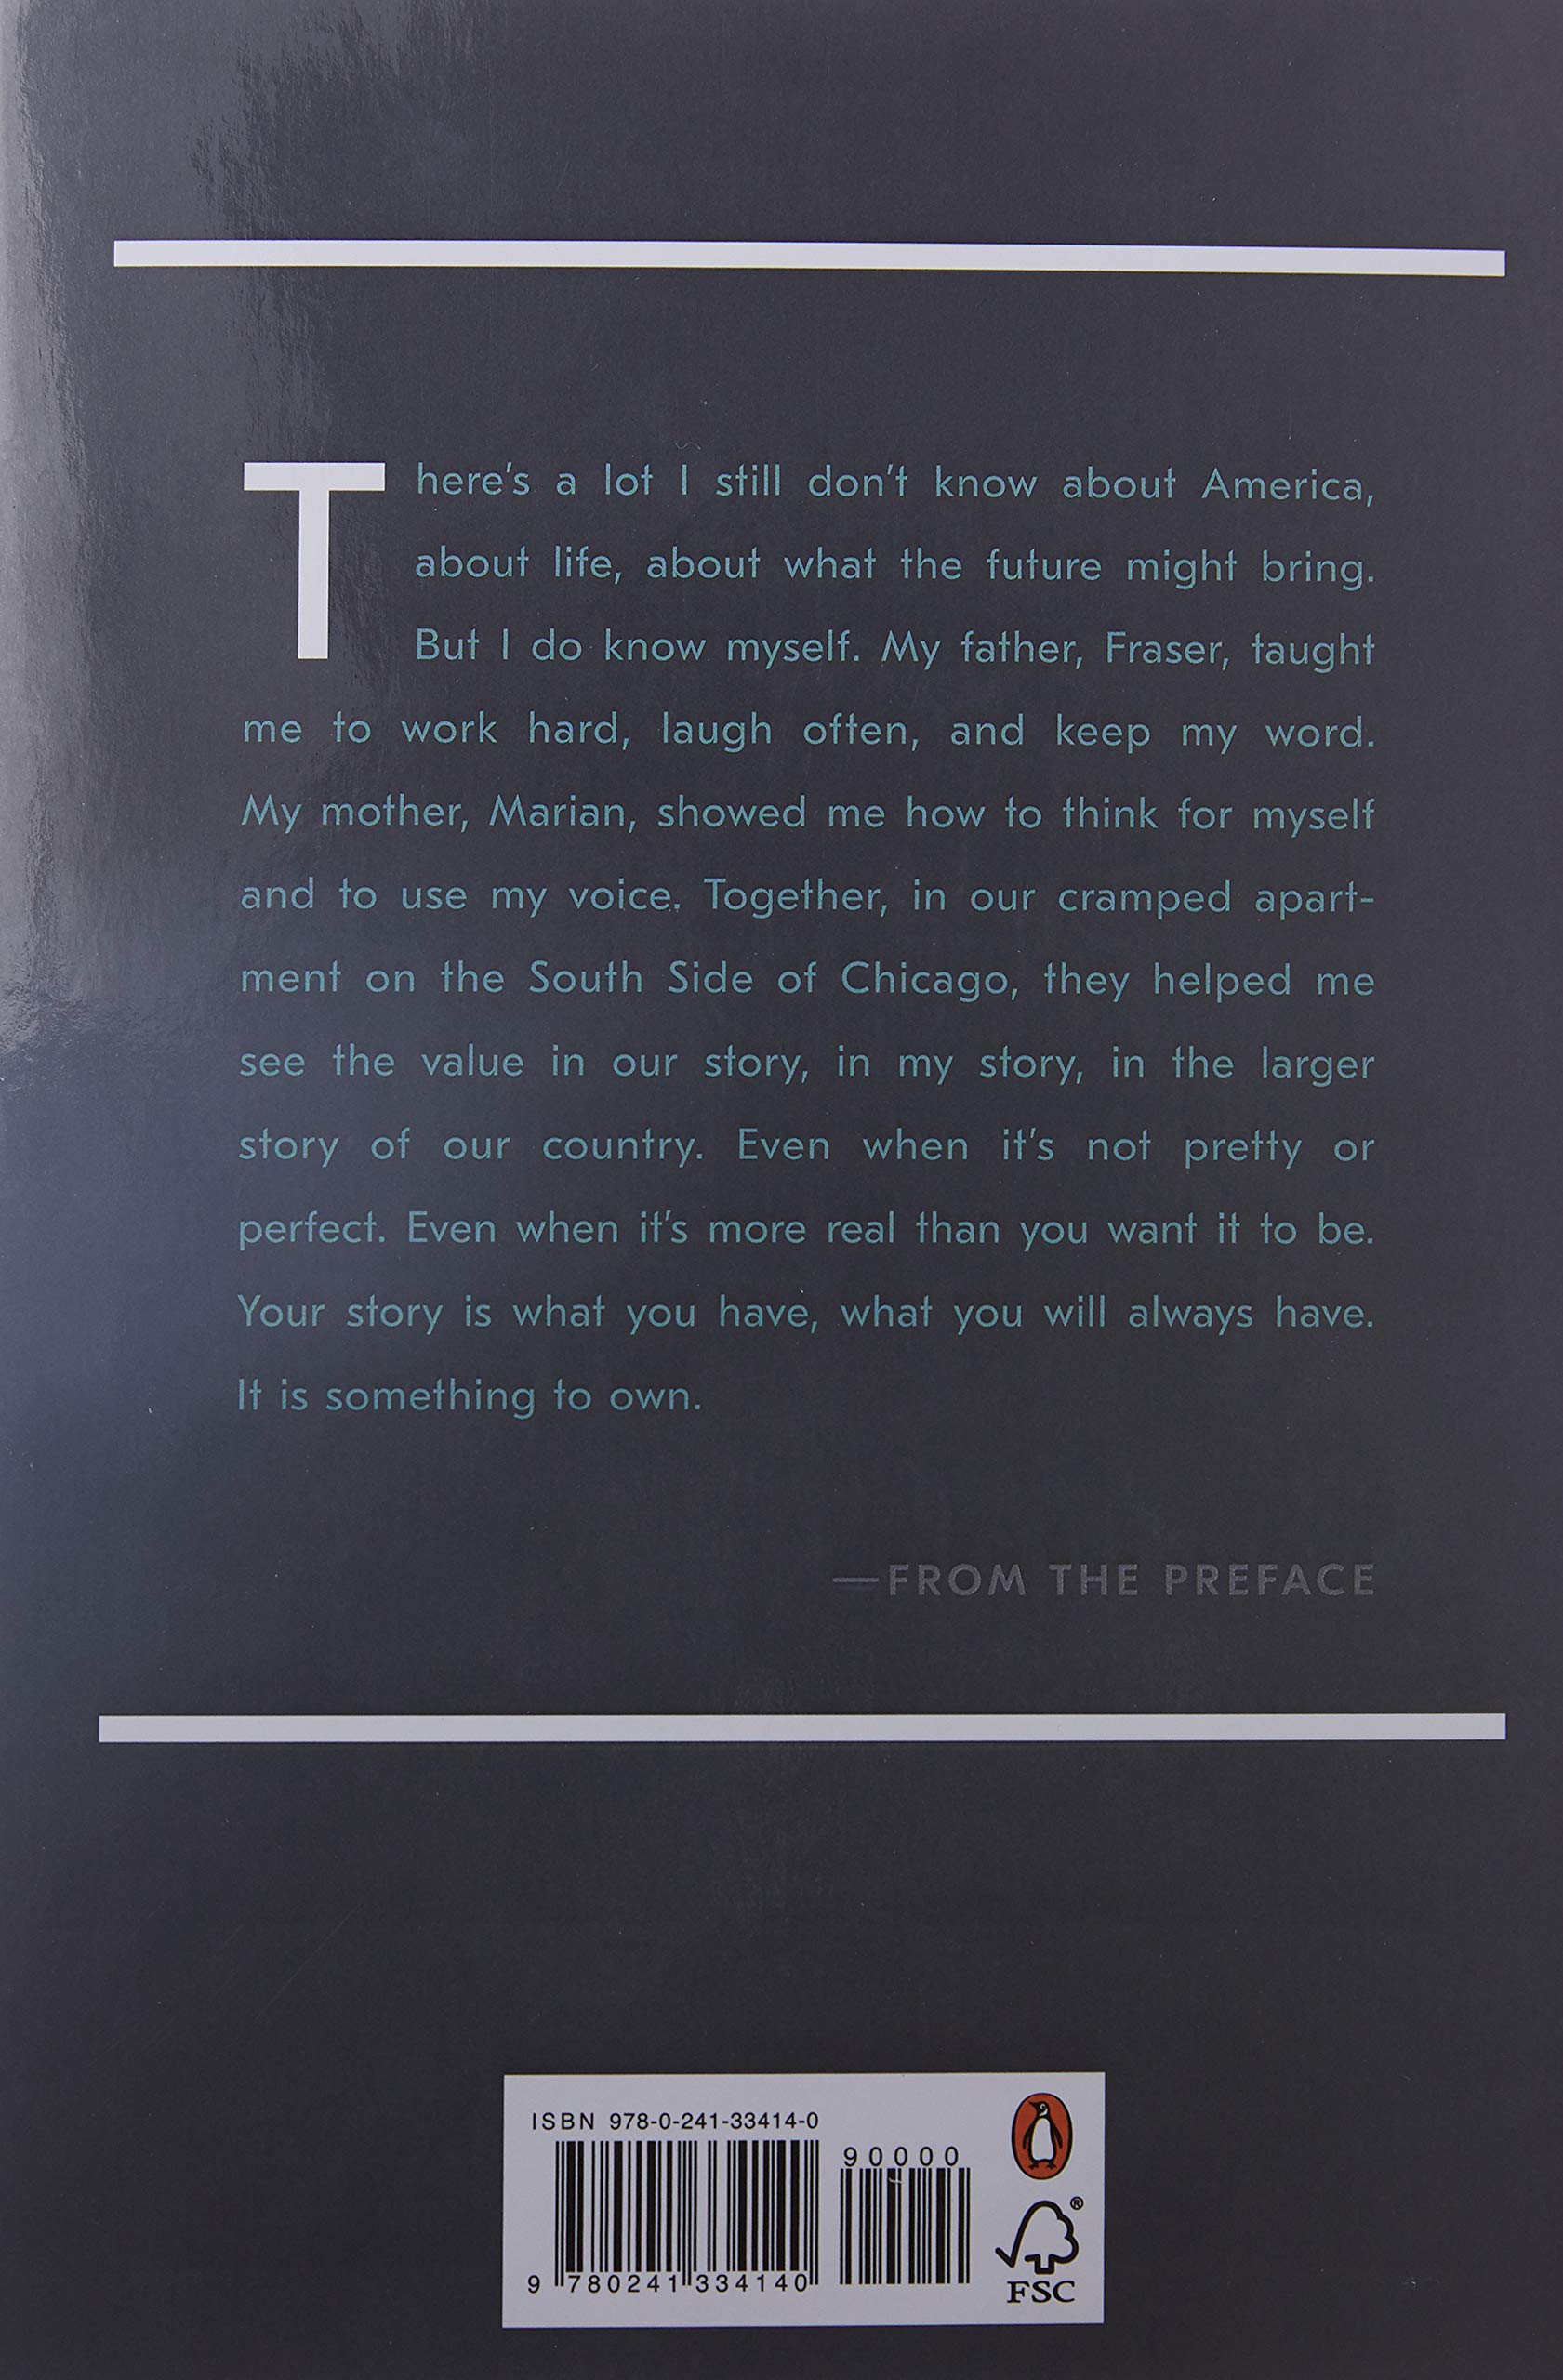 There's a lot I still don't know about America,
about life, about what the future might bring.
But I do know myself. My father, Fraser, taught
me to work hard, laugh often, and keep my word.
My mother, Marian, showed me how to think for myself
and to use my voice. Together, in our cramped apart-
ment on the South Side of Chicago, they helped me
see the value in our story, in my story, in the larger
story of our country. Even when it's not pretty or
perfect. Even when it's more real than you want it to be.
Your story is what you have, what you will always have.
It is something to own.
—FROM THE PREFACE
ISBN 978-0-241-33414-0
90000
9 780241 334140
®
FSC